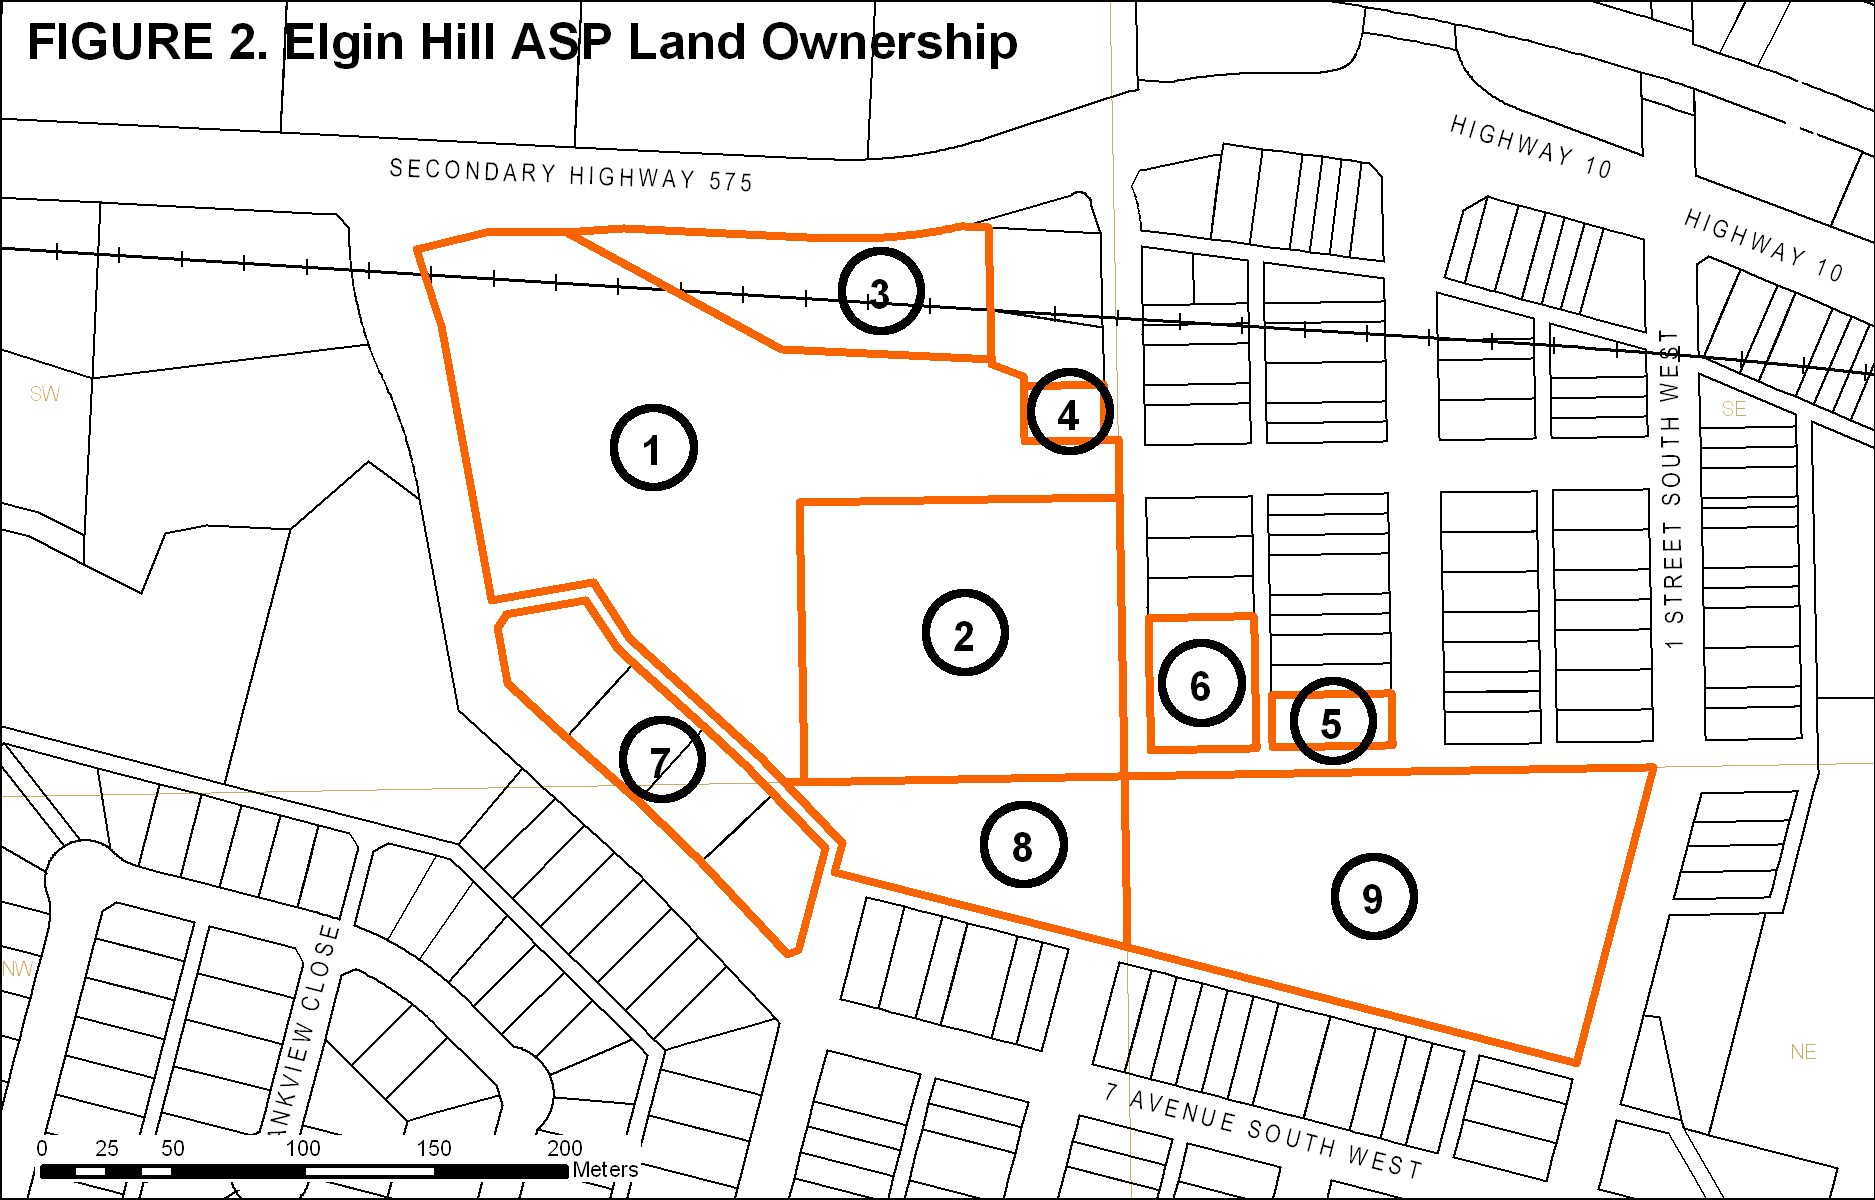 FIGURE 2. Elgin Hill ASP Land Ownership
SECONDARY HIGHWAY 575
HIGHWAY 10
HIGHWAY 10
3
SW
4
SE
1
1 STREET SOUTH WEST
2
6
5
7
8
9
NW
ANKVIEW CLOSE
NE
7 AVENUE SOUTH WEST
0 25 50 100 150 200
Meters